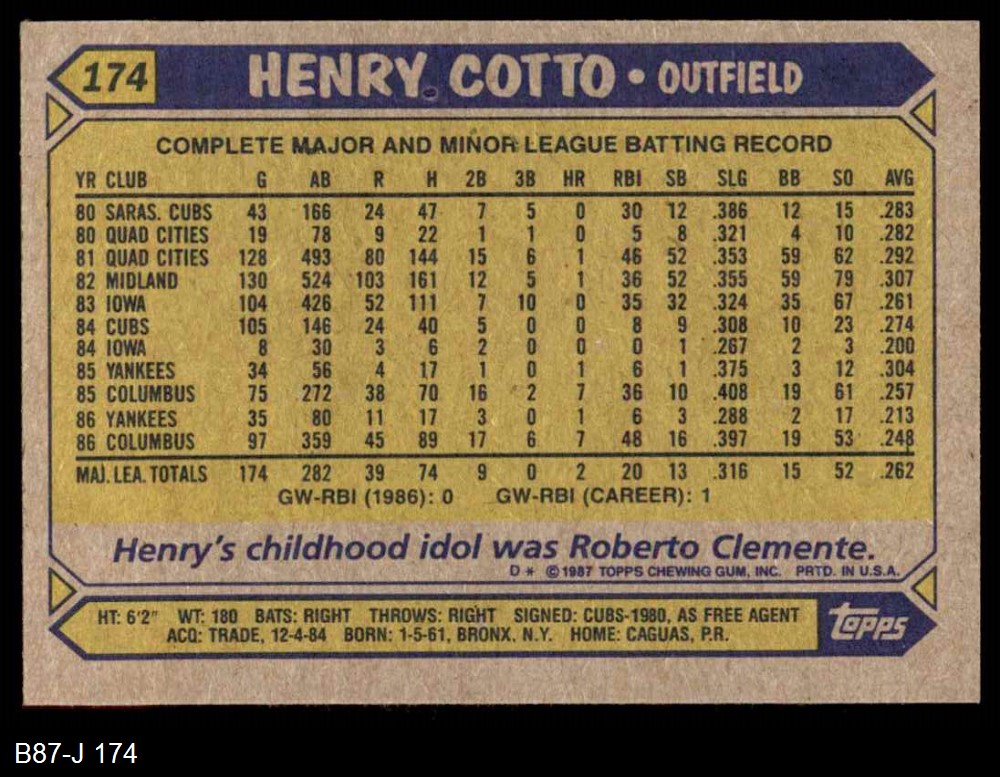 174 HENRY COTTO • OUTFIELD
COMPLETE MAJOR AND MINOR LEAGUE BATTING RECORD
YR CLUB G AB R H 2B 3B HR RBI SB SLG BB SO AVG
80 SARAS. CUBS 43 166 24 47 7 5 0 30 12 .386 12 15 .283
80 QUAD CITIES 19 78 9 22 1 1 0 5 8 .321 4 10 .282
81 QUAD CITIES 128 493 80 144 15 6 1 46 52 .353 59 62 .292
82 MIDLAND 130 524 103 161 12 5 1 36 52 .355 59 79 .307
83 IOWA 104 426 52 111 7 10 0 35 32 .324 35 67 .261
84 CUBS 105 146 24 40 5 0 0 8 9 .308 10 23 .274
84 IOWA 8 30 3 6 2 0 0 0 1 .267 2 3 .200
85 YANKEES 34 56 4 17 1 0 1 6 1 .375 3 12 .304
85 COLUMBUS 75 272 38 70 16 2 7 36 10 .408 19 61 .257
86 YANKEES 35 80 11 17 3 0 1 6 3 .288 2 17 .213
86 COLUMBUS 97 359 45 89 17 6 7 48 16 .397 19 53 .248
MAJ. LEA. TOTALS 174 282 39 74 9 0 2 20 13 .316 15 52 .262
GW-RBI (1986): 0 GW-RBI (CAREER): 1
Henry's childhood idol was Roberto Clemente.
D* © 1987 TOPPS CHEWING GUM, INC. PRTD. IN U.S.A.
HT: 6'2" WT: 180 BATS: RIGHT THROWS: RIGHT SIGNED: CUBS-1980, AS FREE AGENT
ACQ: TRADE, 12-4-84 BORN: 1-5-61, BRONX, N.Y. HOME: CAGUAS, P.R.
topps
B87-J 174